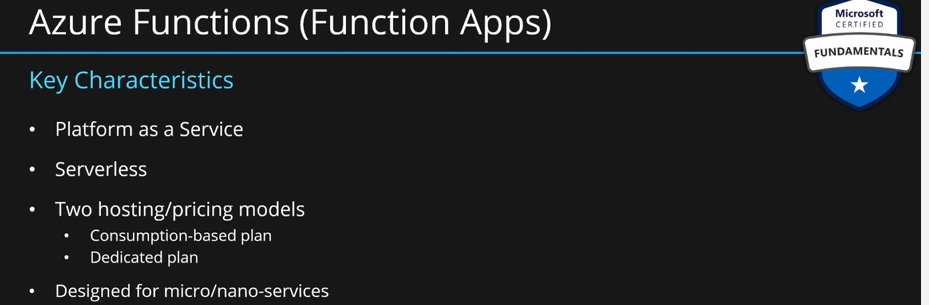 Azure Functions (Function Apps)
Microsoft
CERTIFIED
FUNDAMENTALS
Key Characteristics
• Platform as a Service
• Serverless
• Two hosting/pricing models
• Consumption-based plan
• Dedicated plan
• Designed for micro/nano-services